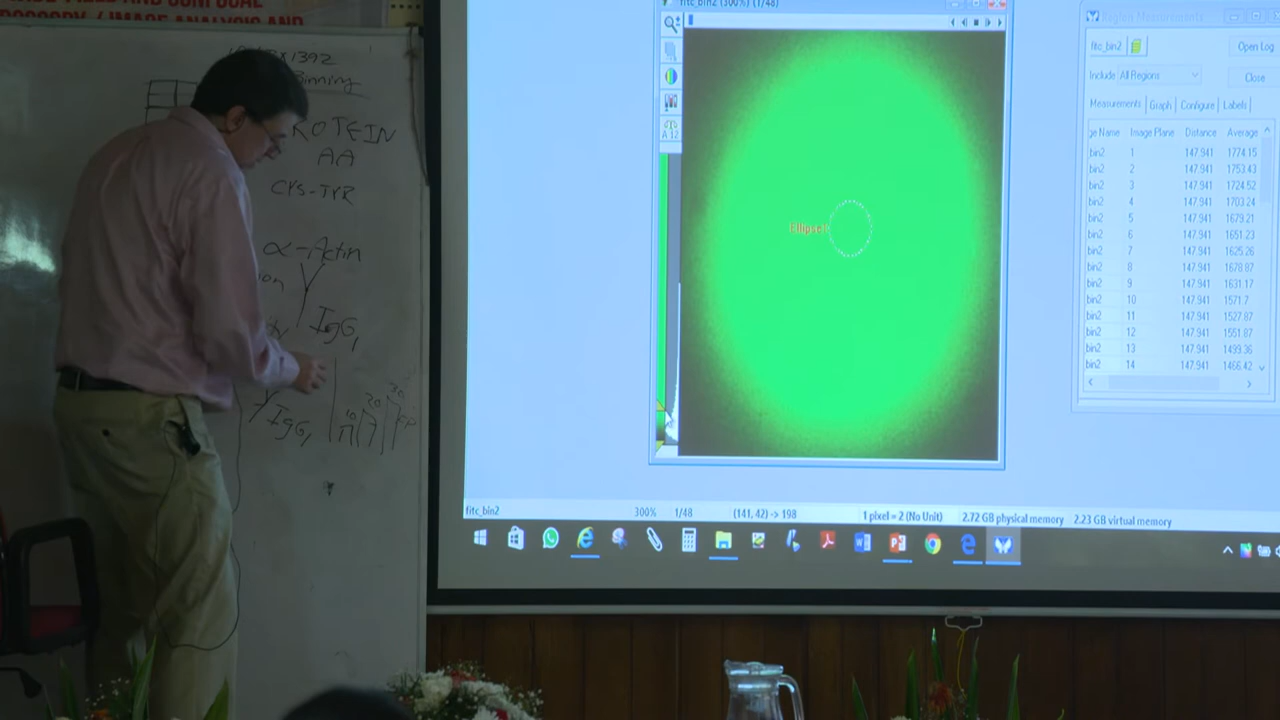 fitc_bin2 (300%) (1/48)
1392
Binning
AA
CYS-TYR
α-Actin
IgG1
IgG1
10
20
30
Ellipse
A 12
Region Measurements
fitc_bin2
Open Log
Include All Regions
Close
Measurements Graph Configure Labels
ge Name Image Plane Distance Average
bin2 1 147.941 1774.15
bin2 2 147.941 1753.43
bin2 3 147.941 1724.52
bin2 4 147.941 1703.24
bin2 5 147.941 1679.21
bin2 6 147.941 1651.23
bin2 7 147.941 1625.26
bin2 8 147.941 1678.87
bin2 9 147.941 1631.17
bin2 10 147.941 1571.7
bin2 11 147.941 1527.87
bin2 12 147.941 1551.87
bin2 13 147.941 1499.36
bin2 14 147.941 1466.42
fitc_bin2 300% 1/48 (141, 42) -> 198 1 pixel = 2 (No Unit) 2.72 GB physical memory 2.23 GB virtual memory